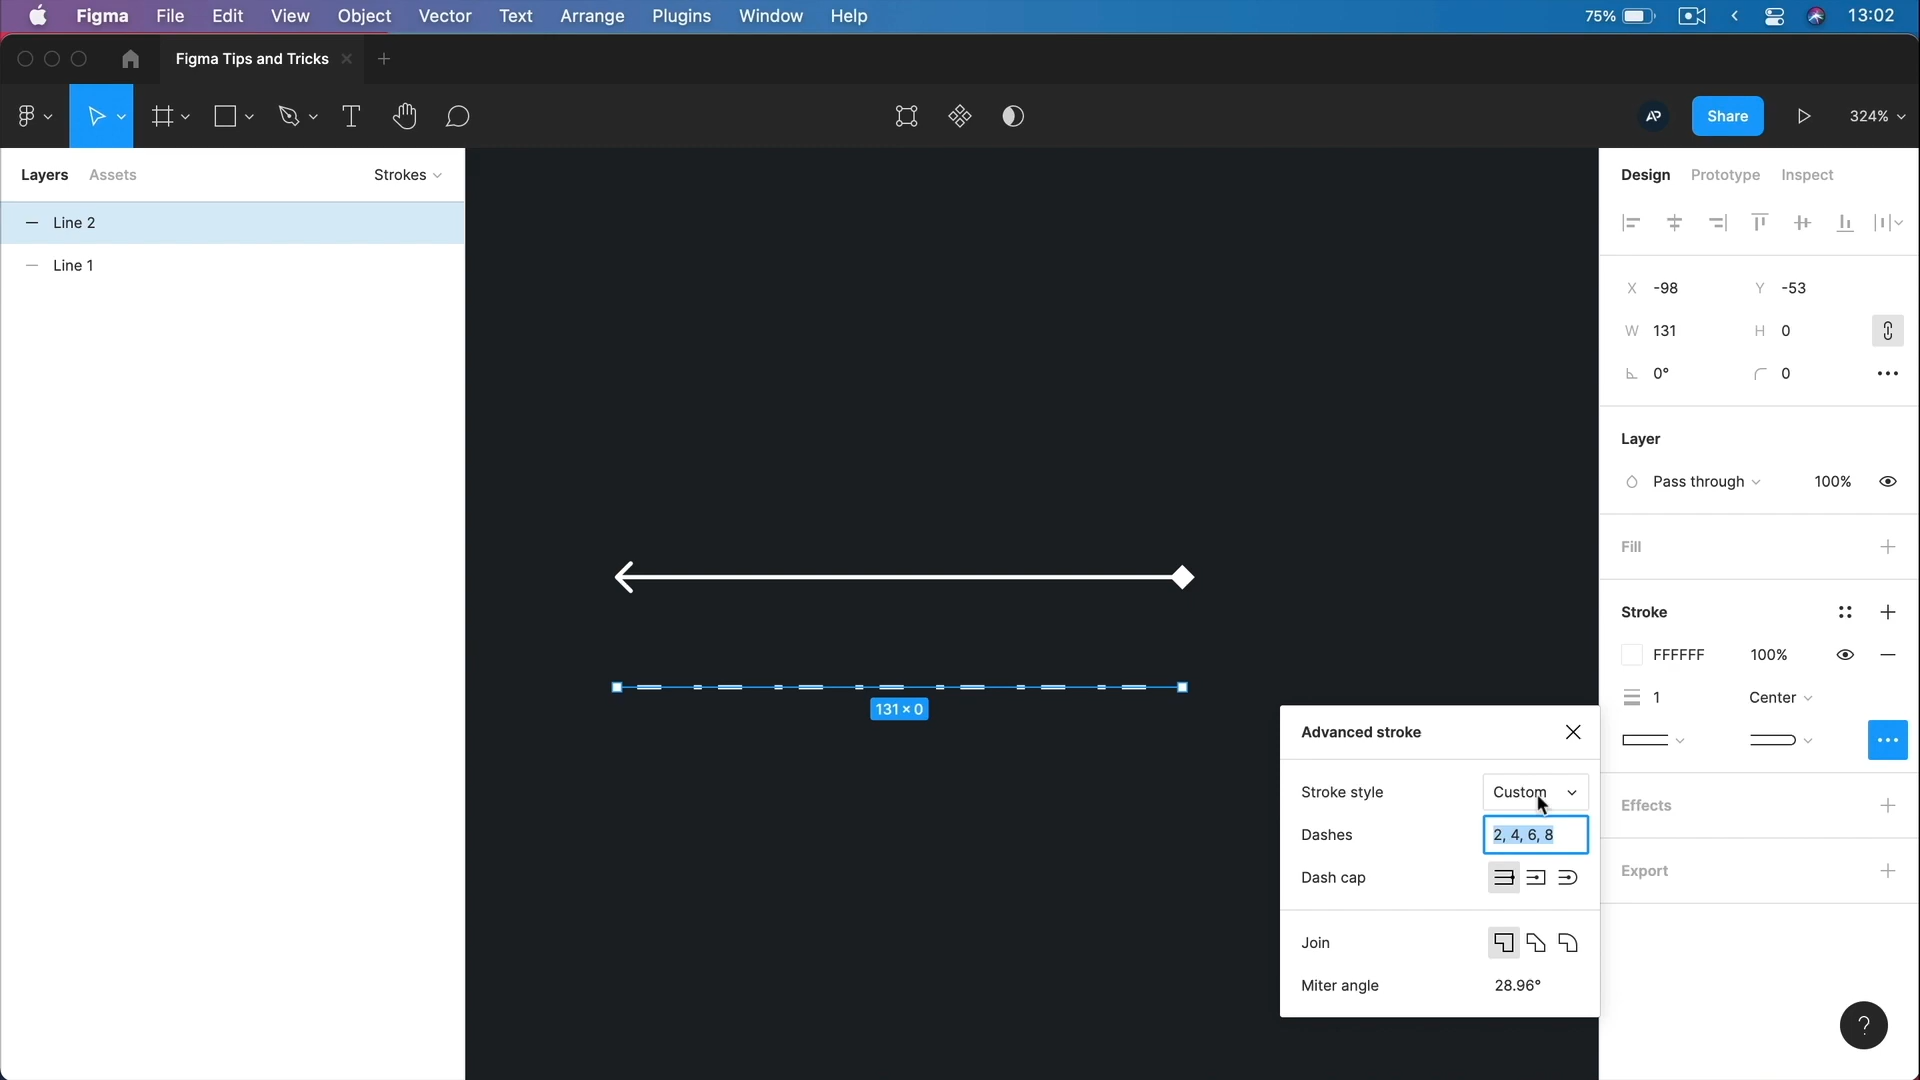 Figma File Edit View Object Vector Text Arrange Plugins Window Help 75% 13:02
Figma Tips and Tricks
AP Share 324%
Layers Assets Strokes
Line 2
Line 1
Design Prototype Inspect
X -98 Y -53
W 131 H 0
0° 0
Layer
Pass through 100%
Fill
Stroke
FFFFFF 100%
1 Center
131 × 0
Advanced stroke
Stroke style Custom
Dashes 2, 4, 6, 8
Dash cap
Join
Miter angle 28.96°
Effects
Export
?